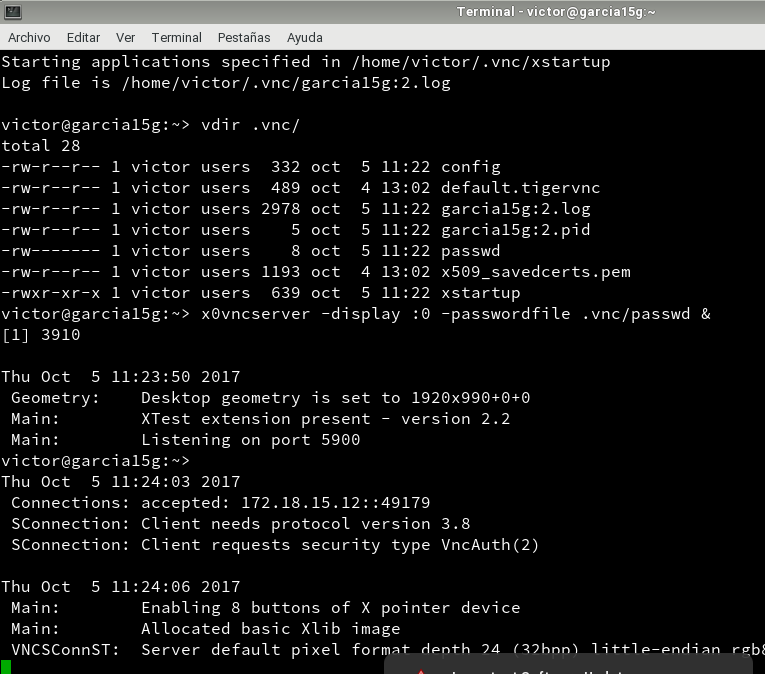 Terminal - victor@garcia15g:~
Archivo Editar Ver Terminal Pestañas Ayuda
Starting applications specified in /home/victor/.vnc/xstartup
Log file is /home/victor/.vnc/garcia15g:2.log
victor@garcia15g:~> vdir .vnc/
total 28
-rw-r--r-- 1 victor users  332 oct  5 11:22 config
-rw-r--r-- 1 victor users  489 oct  4 13:02 default.tigervnc
-rw-r--r-- 1 victor users 2978 oct  5 11:22 garcia15g:2.log
-rw-r--r-- 1 victor users    5 oct  5 11:22 garcia15g:2.pid
-rw------- 1 victor users    8 oct  5 11:22 passwd
-rw-r--r-- 1 victor users 1193 oct  4 13:02 x509_savedcerts.pem
-rwxr-xr-x 1 victor users  639 oct  5 11:22 xstartup
victor@garcia15g:~> x0vncserver -display :0 -passwordfile .vnc/passwd &
[1] 3910
Thu Oct  5 11:23:50 2017
 Geometry:    Desktop geometry is set to 1920x990+0+0
 Main:        XTest extension present - version 2.2
 Main:        Listening on port 5900
victor@garcia15g:~>
Thu Oct  5 11:24:03 2017
 Connections: accepted: 172.18.15.12::49179
 SConnection: Client needs protocol version 3.8
 SConnection: Client requests security type VncAuth(2)
Thu Oct  5 11:24:06 2017
 Main:        Enabling 8 buttons of X pointer device
 Main:        Allocated basic Xlib image
 VNCSConnST:  Server default pixel format depth 24 (32bpp) little-endian